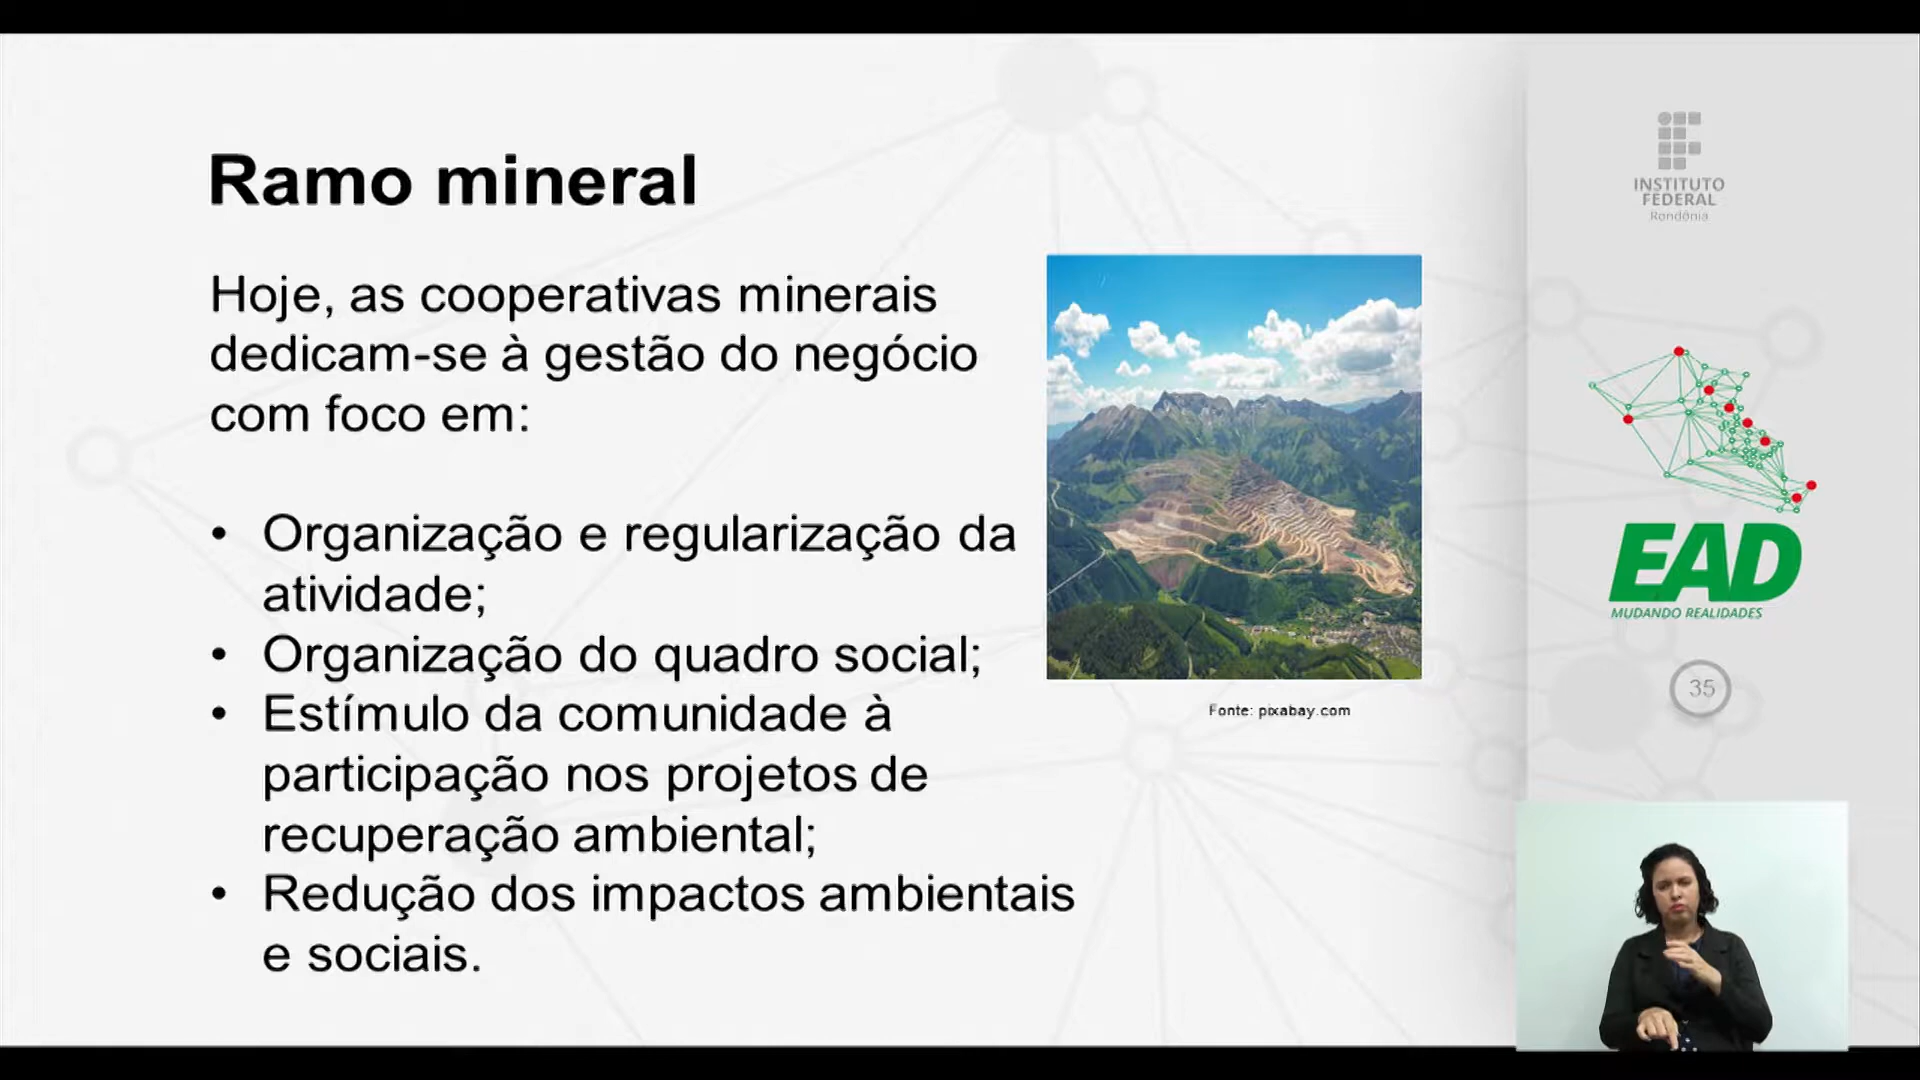 Ramo mineral
Hoje, as cooperativas minerais
dedicam-se à gestão do negócio
com foco em:
• Organização e regularização da
atividade;
• Organização do quadro social;
• Estímulo da comunidade à
participação nos projetos de
recuperação ambiental;
• Redução dos impactos ambientais
e sociais.
Fonte: pixabay.com
INSTITUTO
FEDERAL
Rondônia
EAD
MUDANDO REALIDADES
35